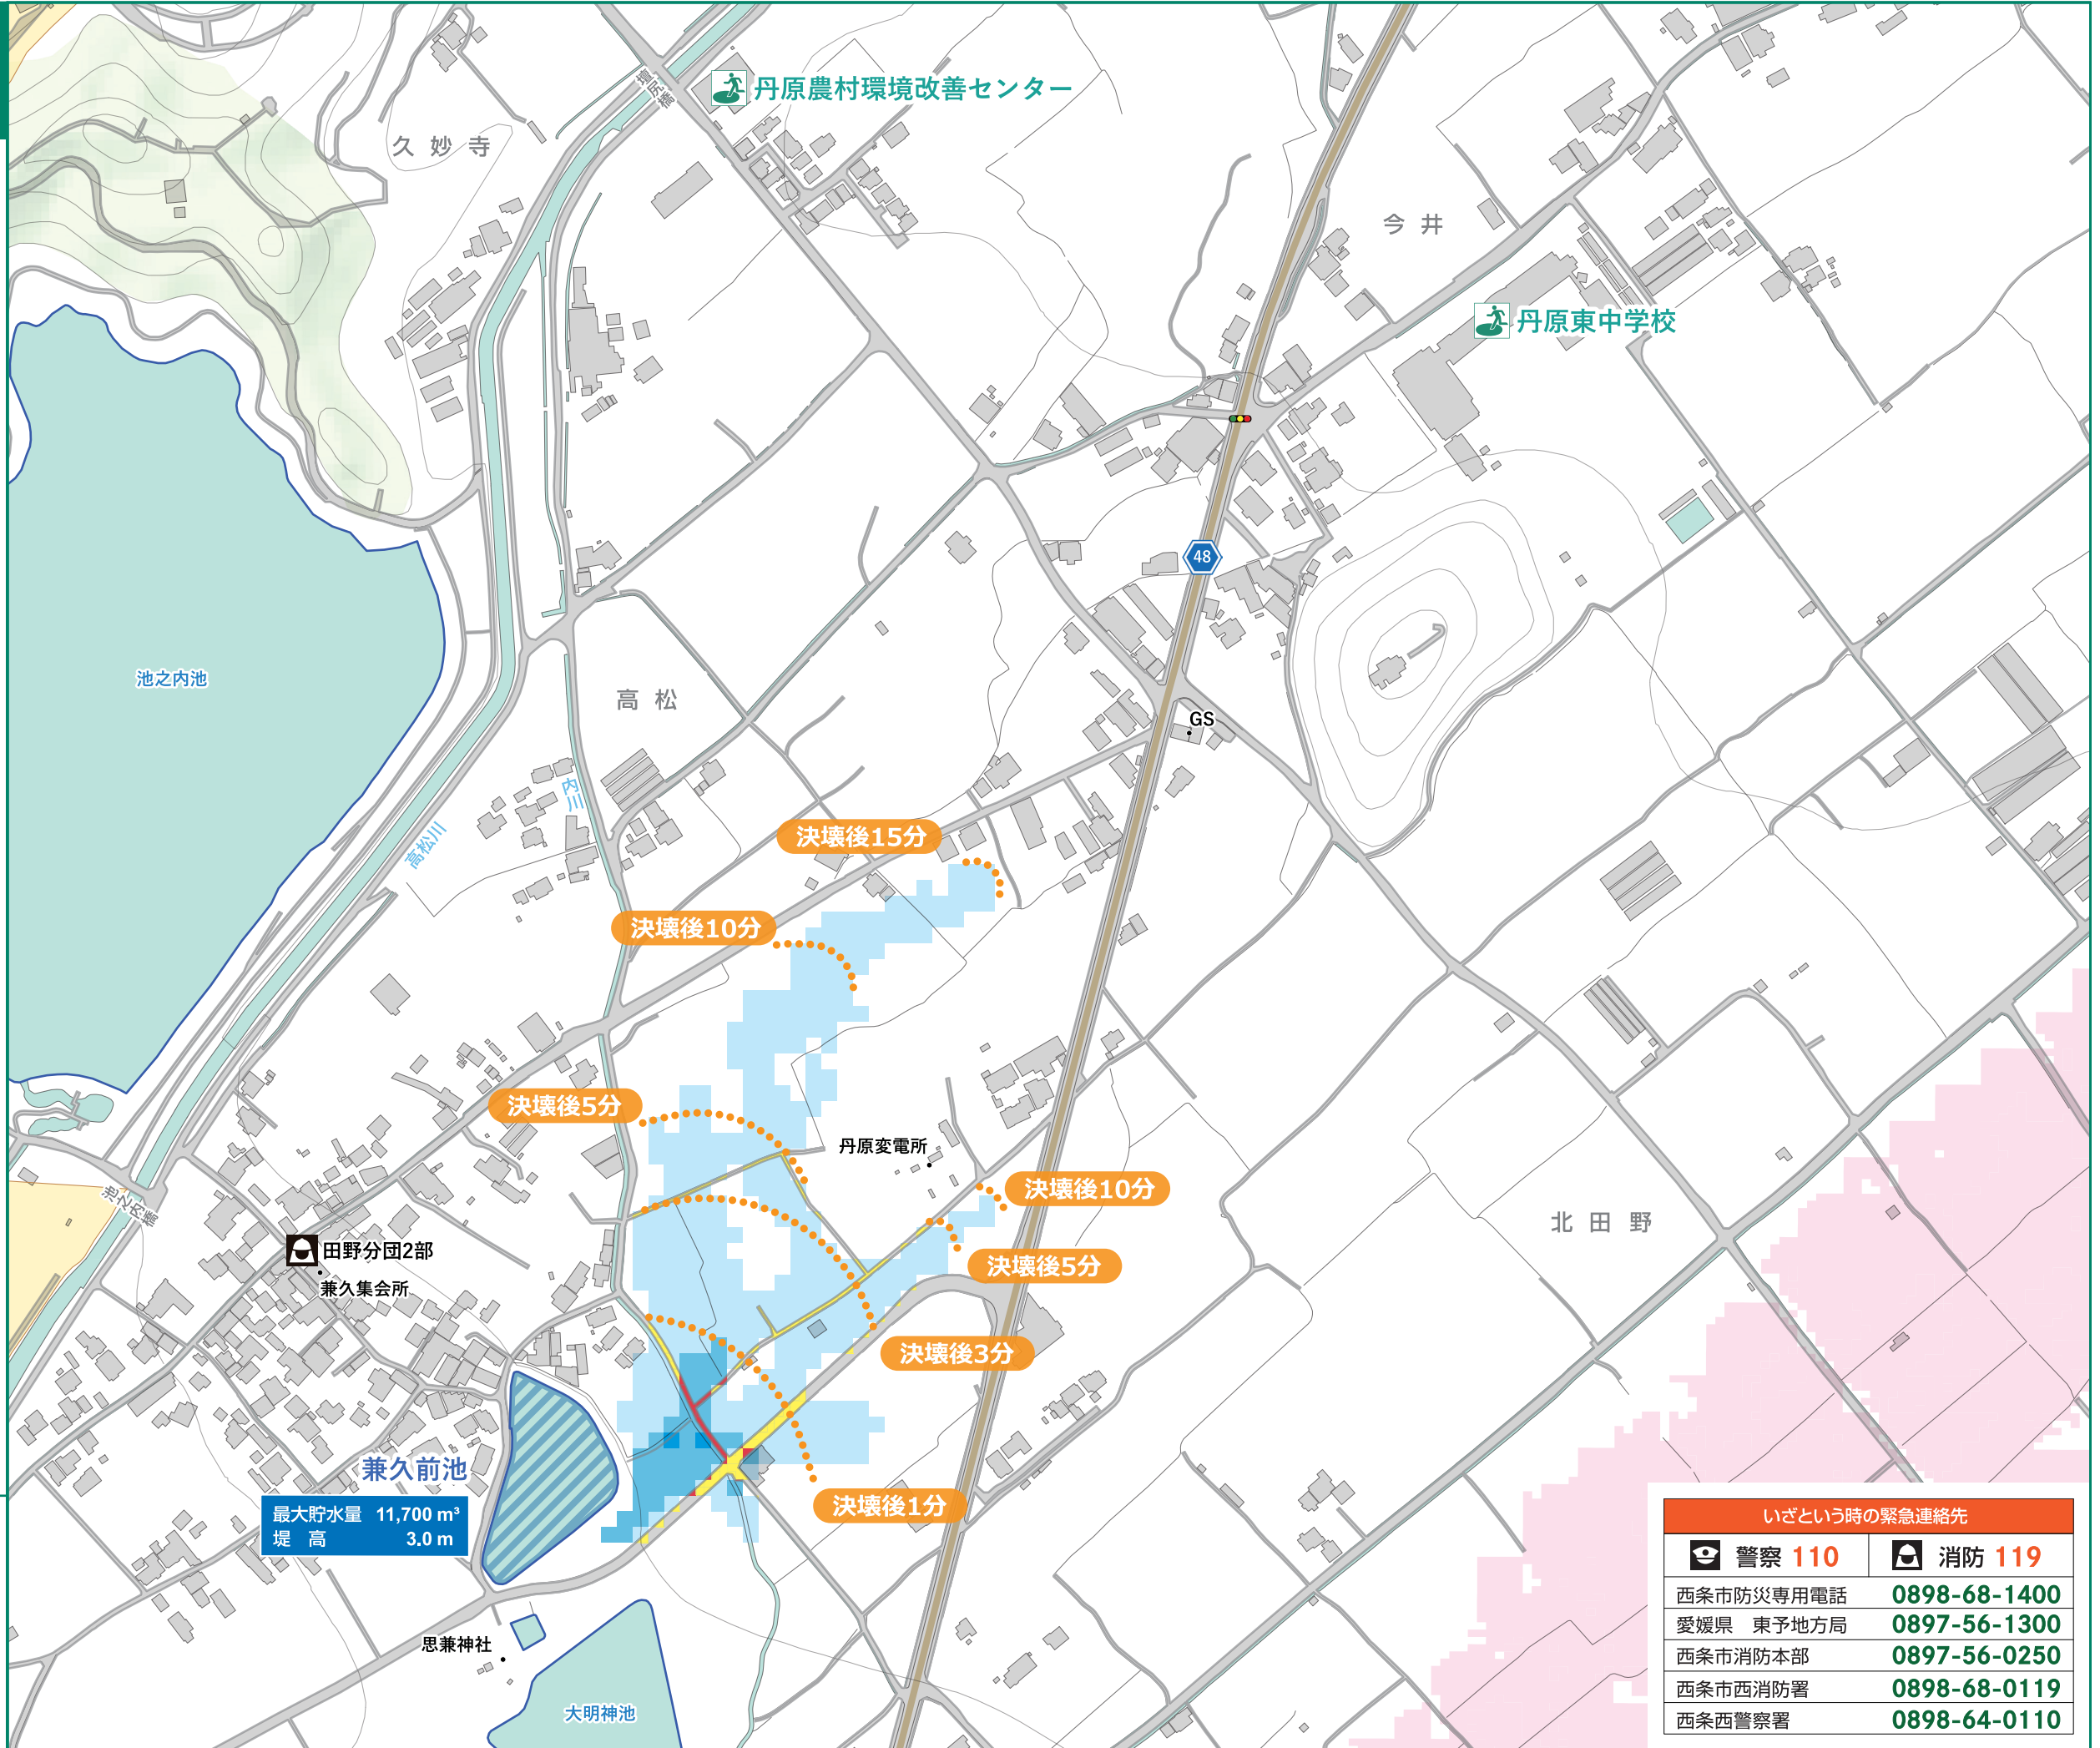 増尻橋
丹原農村環境改善センター
久妙寺
今井
丹原東中学校
48
池之内池
高松
GS
内川
高松川
決壊後15分
決壊後10分
決壊後5分
丹原変電所
決壊後10分
池之内橋
北田野
田野分団2部
兼久集会所
決壊後5分
決壊後3分
兼久前池
最大貯水量 11,700 m³
堤 高 3.0 m
決壊後1分
思兼神社
大明神池
いざという時の緊急連絡先
警察 110 消防 119
西条市防災専用電話 0898-68-1400
愛媛県 東予地方局 0897-56-1300
西条市消防本部 0897-56-0250
西条市西消防署 0898-68-0119
西条西警察署 0898-64-0110